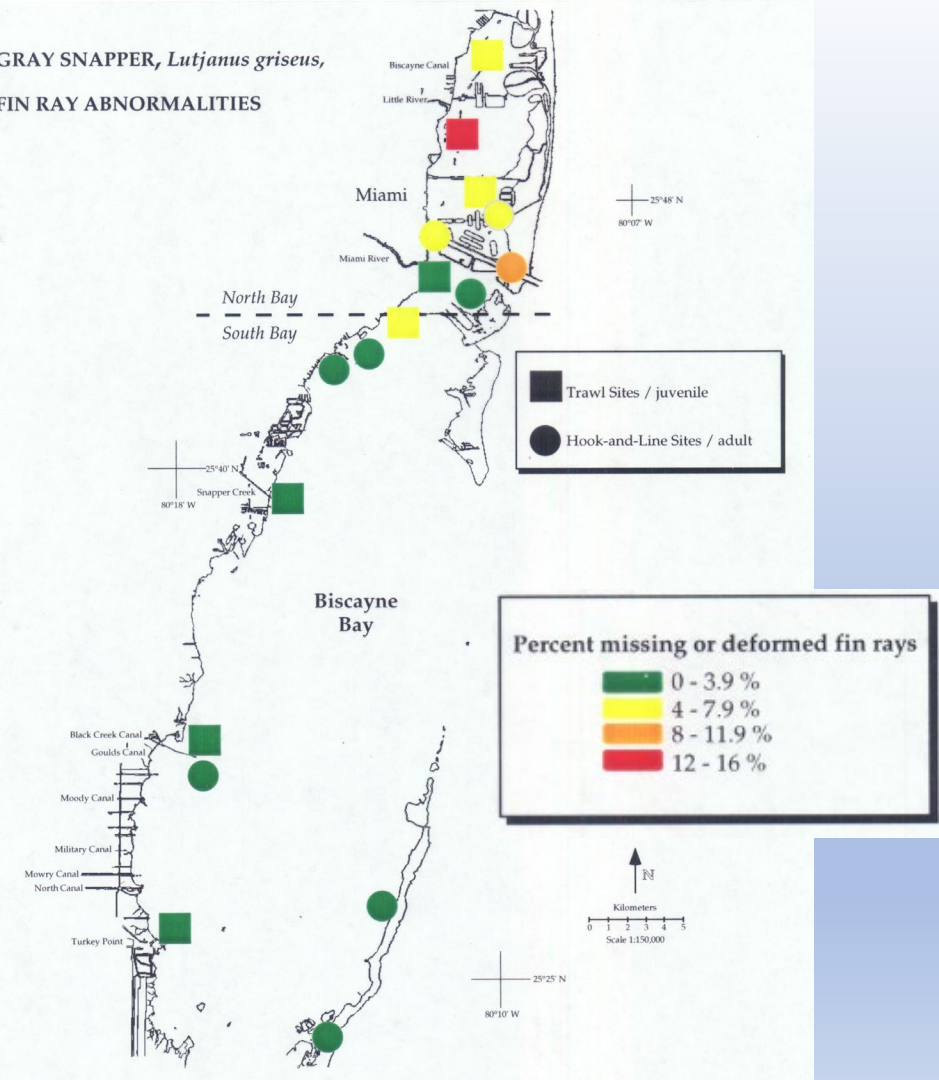 GRAY SNAPPER, Lutjanus griseus,
FIN RAY ABNORMALITIES
Biscayne Canal
Little River
Miami
25°48' N
80°07' W
Miami River
North Bay
South Bay
Trawl Sites / juvenile
Hook-and-Line Sites / adult
25°40' N
80°18' W
Snapper Creek
Biscayne
Bay
Percent missing or deformed fin rays
0 - 3.9 %
4 - 7.9 %
8 - 11.9 %
12 - 16 %
Black Creek Canal
Goulds Canal
Moody Canal
Military Canal
Mowry Canal
North Canal
Turkey Point
N
Kilometers
0 1 2 3 4 5
Scale 1:150,000
25°25' N
80°10' W